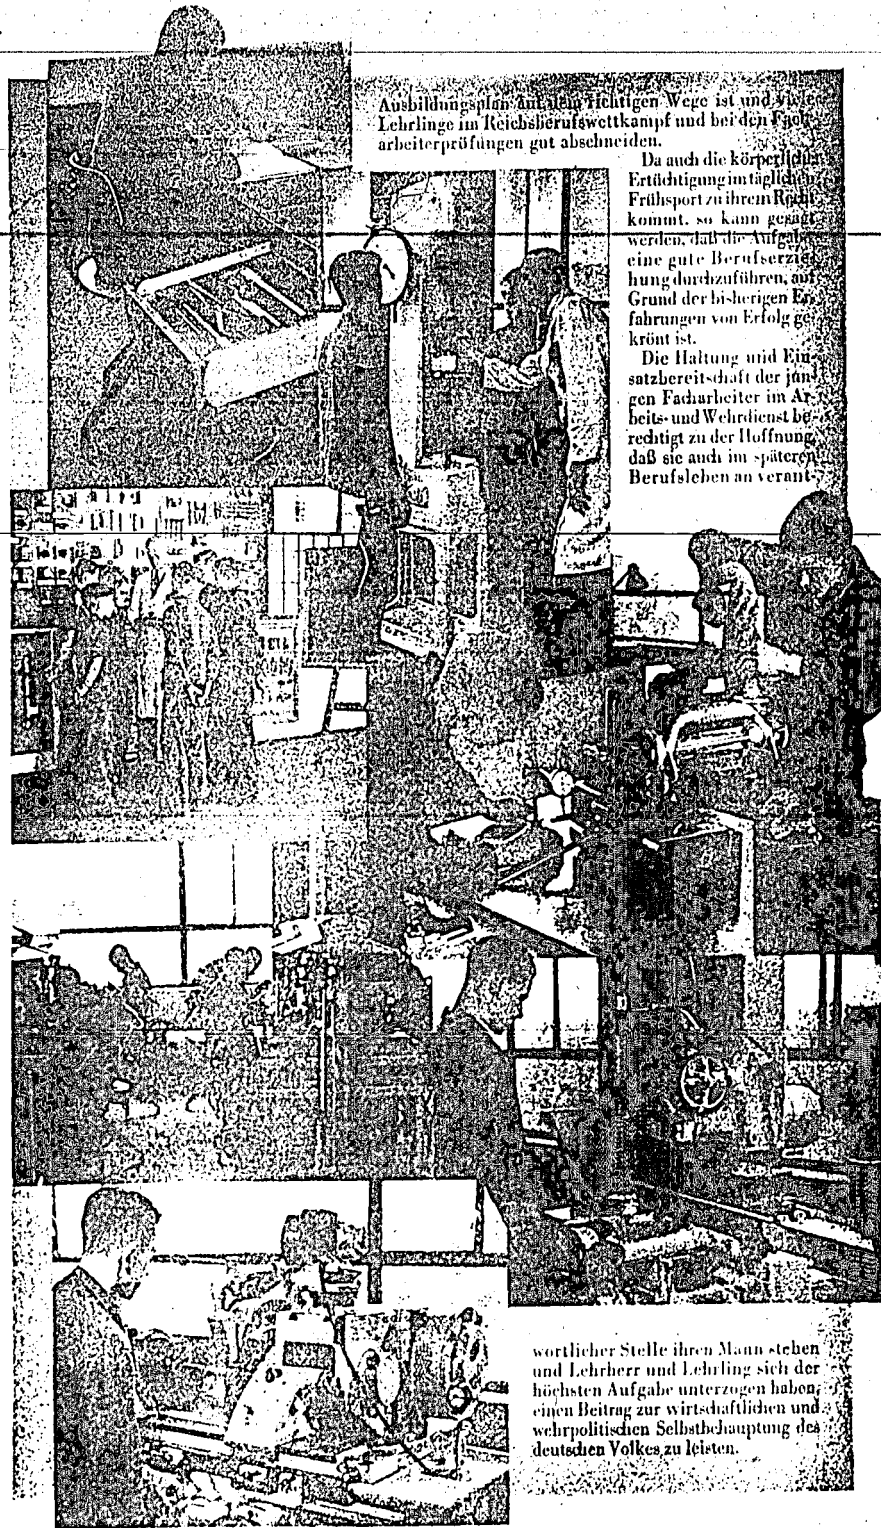 Ausbildungsplan auf dem richtigen Wege ist und viele
Lehrlinge im Reichsberufswettkampf und bei den Fach-
arbeiterprüfungen gut abschneiden.
Da auch die körperliche
Ertüchtigung im täglichen
Frühsport zu ihrem Recht
kommt, so kann gesagt
werden, daß die Aufgabe,
eine gute Berufserzie-
hung durchzuführen, auf
Grund der bisherigen Er-
fahrungen von Erfolg ge-
krönt ist.
Die Haltung und Ein-
satzbereitschaft der jun-
gen Facharbeiter im Ar-
beits- und Wehrdienst be-
rechtigt zu der Hoffnung,
daß sie auch im späteren
Berufsleben an verant-
wortlicher Stelle ihren Mann stehen
und Lehrherr und Lehrling sich der
höchsten Aufgabe unterzogen haben,
einen Beitrag zur wirtschaftlichen und
wehrpolitischen Selbstbehauptung des
deutschen Volkes zu leisten.